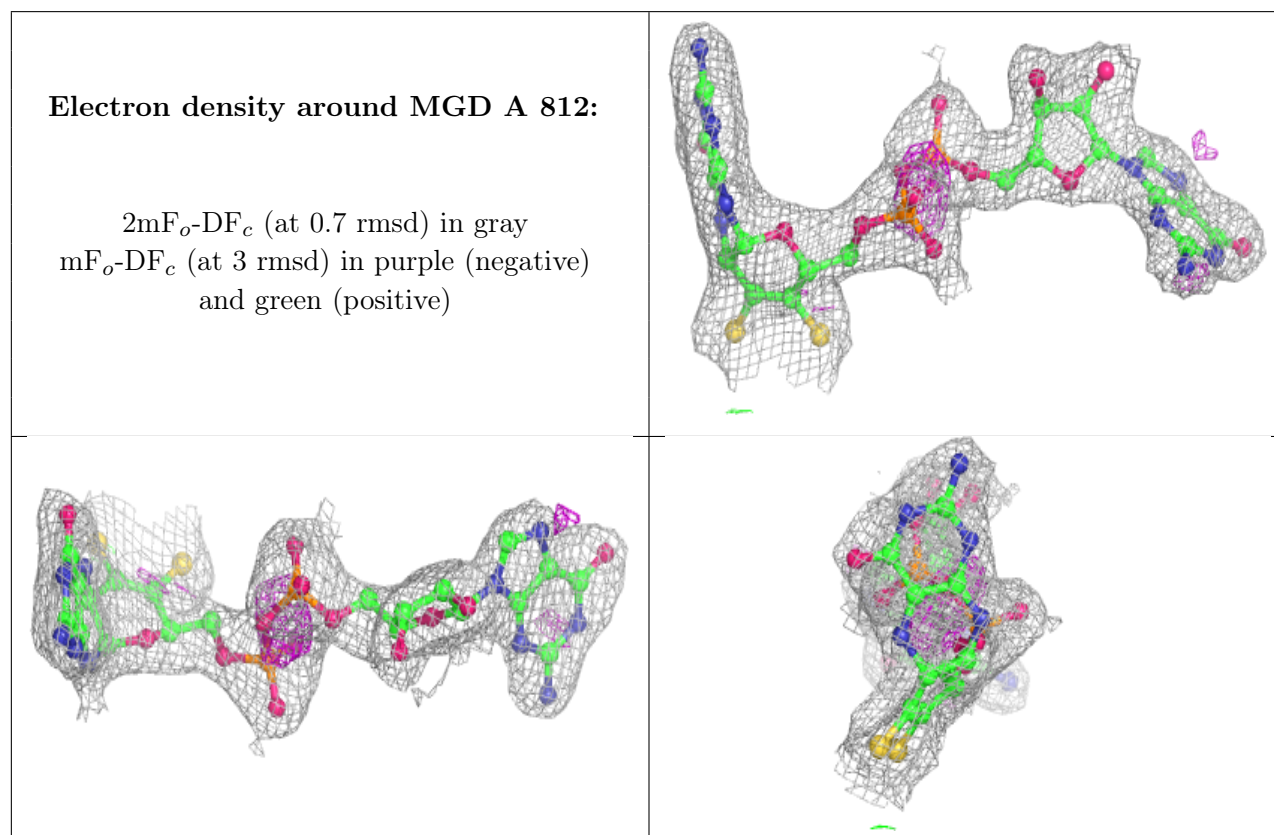 Electron density around MGD A 812:
2mFo-DFc (at 0.7 rmsd) in gray
mFo-DFc (at 3 rmsd) in purple (negative)
and green (positive)